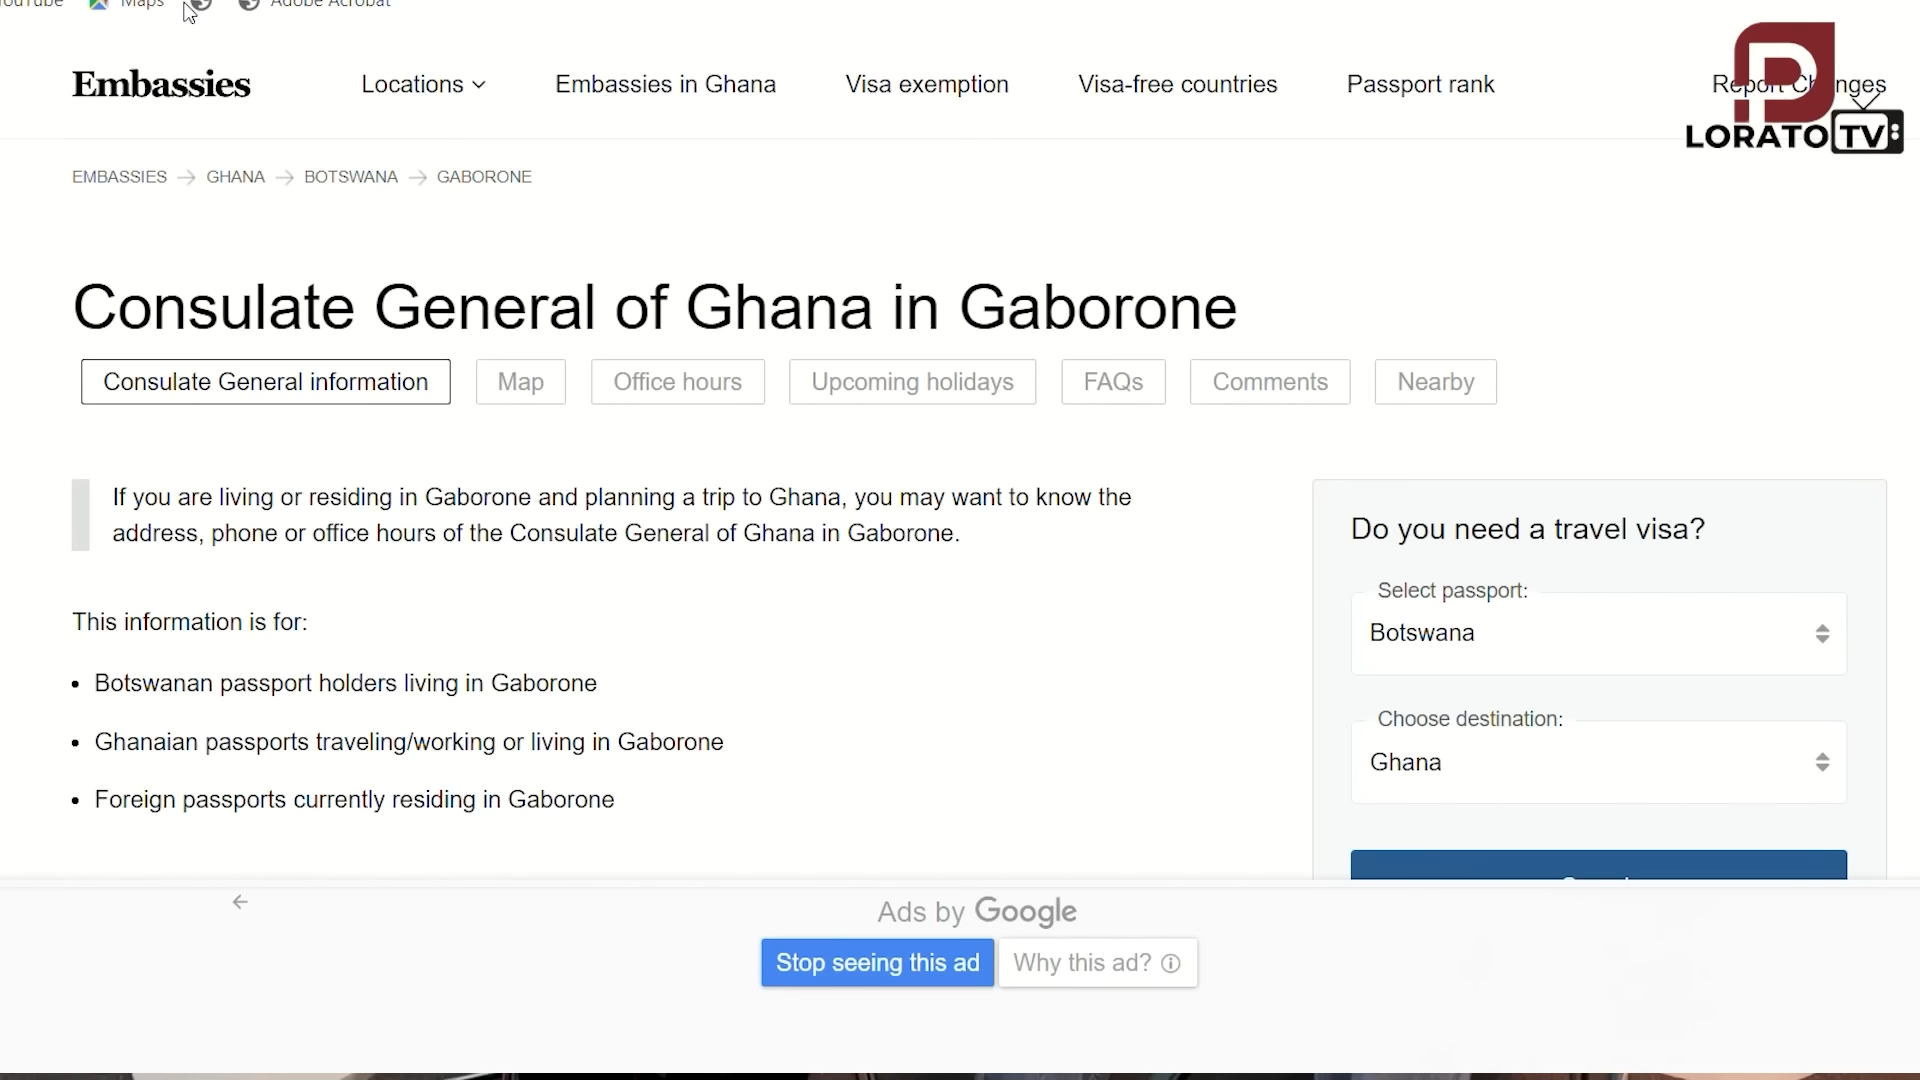 YouTube
Maps
Adobe Acrobat
Embassies
Locations
Embassies in Ghana
Visa exemption
Visa-free countries
Passport rank
Report Changes
LORATO TV
EMBASSIES → GHANA → BOTSWANA → GABORONE
Consulate General of Ghana in Gaborone
Consulate General information
Map
Office hours
Upcoming holidays
FAQs
Comments
Nearby
If you are living or residing in Gaborone and planning a trip to Ghana, you may want to know the
address, phone or office hours of the Consulate General of Ghana in Gaborone.
This information is for:
• Botswanan passport holders living in Gaborone
• Ghanaian passports traveling/working or living in Gaborone
• Foreign passports currently residing in Gaborone
Do you need a travel visa?
Select passport:
Botswana
Choose destination:
Ghana
Ads by Google
Stop seeing this ad
Why this ad?